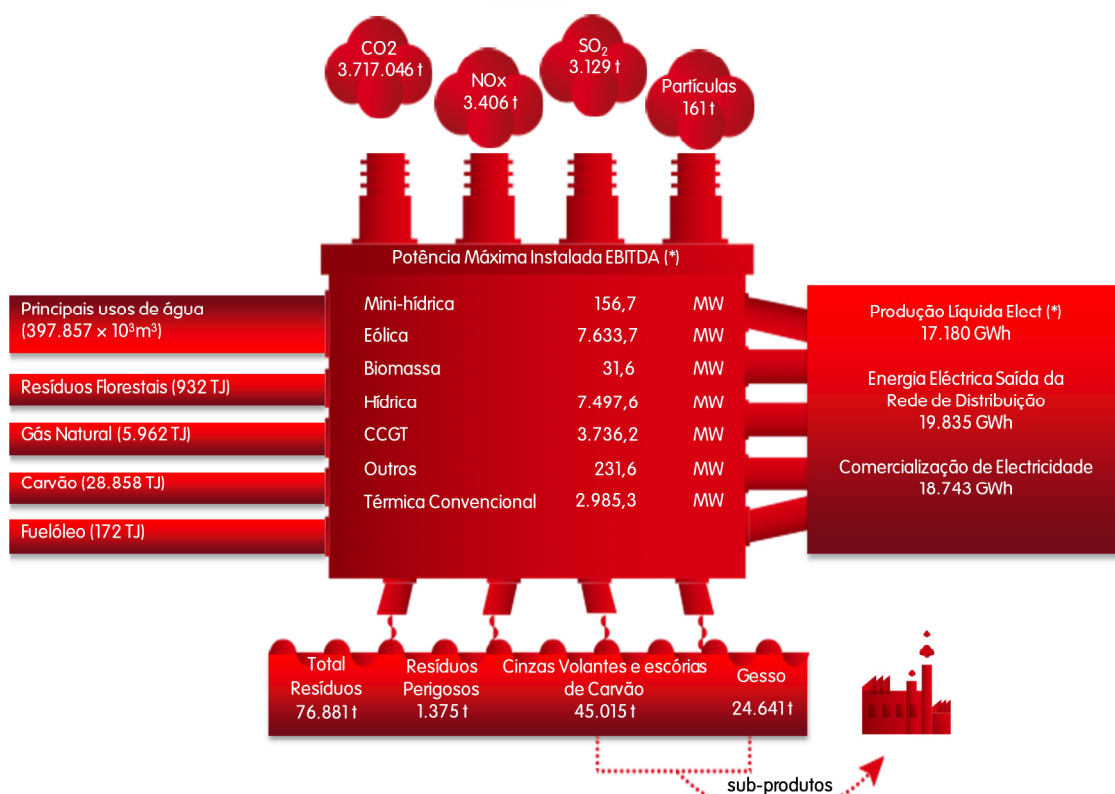 CO2
3.717.046 t
NOx
3.406 t
SO₂
3.129 t
Partículas
161 t
Potência Máxima Instalada EBITDA (*)
Mini-hídrica 156,7 MW
Eólica 7.633,7 MW
Biomassa 31,6 MW
Hídrica 7.497,6 MW
CCGT 3.736,2 MW
Outros 231,6 MW
Térmica Convencional 2.985,3 MW
Principais usos de água
(397.857 x 10³m³)
Resíduos Florestais (932 TJ)
Gás Natural (5.962 TJ)
Carvão (28.858 TJ)
Fuelóleo (172 TJ)
Produção Líquida Elect (*)
17.180 GWh
Energia Eléctrica Saída da
Rede de Distribuição
19.835 GWh
Comercialização de Electricidade
18.743 GWh
Total
Resíduos
76.881 t
Resíduos
Perigosos
1.375 t
Cinzas Volantes e escórias
de Carvão
45.015 t
Gesso
24.641 t
sub-produtos